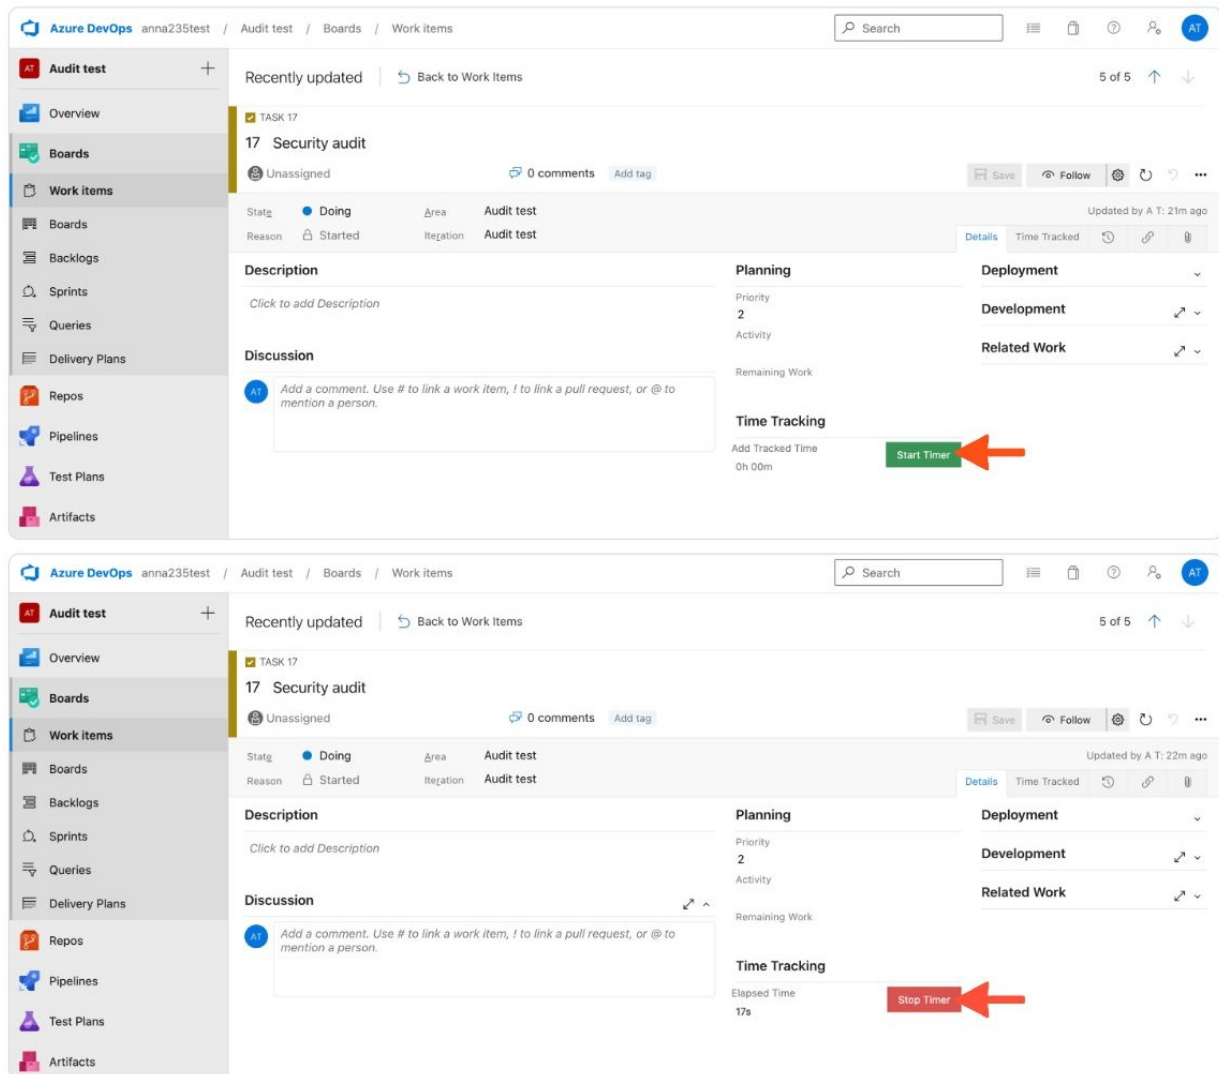 Azure DevOps anna235test / Audit test / Boards / Work items Search AT
AT Audit test
Recently updated Back to Work Items 5 of 5
Overview
TASK 17
17 Security audit
Boards
Unassigned 0 comments Add tag Save Follow
Work items
State Doing Area Audit test Updated by A T: 21m ago
Reason Started Iteration Audit test
Details Time Tracked
Boards
Backlogs
Sprints
Queries
Delivery Plans
Repos
Pipelines
Test Plans
Artifacts
Description
Click to add Description
Discussion
AT Add a comment. Use # to link a work item, ! to link a pull request, or @ to
mention a person.
Planning
Priority
2
Activity
Remaining Work
Time Tracking
Add Tracked Time
0h 00m
Start Timer
Deployment
Development
Related Work
Azure DevOps anna235test / Audit test / Boards / Work items Search AT
AT Audit test
Recently updated Back to Work Items 5 of 5
Overview
TASK 17
17 Security audit
Boards
Unassigned 0 comments Add tag Save Follow
Work items
State Doing Area Audit test Updated by A T: 22m ago
Reason Started Iteration Audit test
Details Time Tracked
Boards
Backlogs
Sprints
Queries
Delivery Plans
Repos
Pipelines
Test Plans
Artifacts
Description
Click to add Description
Discussion
AT Add a comment. Use # to link a work item, ! to link a pull request, or @ to
mention a person.
Planning
Priority
2
Activity
Remaining Work
Time Tracking
Elapsed Time
17s
Stop Timer
Deployment
Development
Related Work